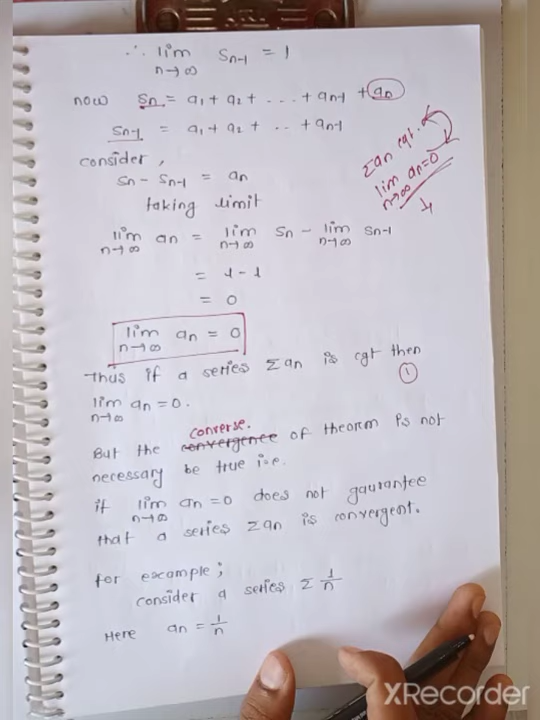 ∴ lim Sn-1 = 1
n→∞
now Sn = a1 + a2 + ... + an-1 + an
Sn-1 = a1 + a2 + .. + an-1
consider,
Sn - Sn-1 = an
taking limit
lim an = lim Sn - lim Sn-1
n→∞ n→∞ n→∞
= 1 - 1
= 0
lim an = 0
n→∞
Thus if a series Σan is cgt then
lim an = 0. ①
n→∞
converse.
But the convergence of theorm is not
necessary be true i.e.
if lim an = 0 does not gaurantee
n→∞
that a series Σan is convergent.
for example;
consider a series Σ 1/n
Here an = 1/n
Σan cgt.
lim an = 0
n→∞
XRecorder